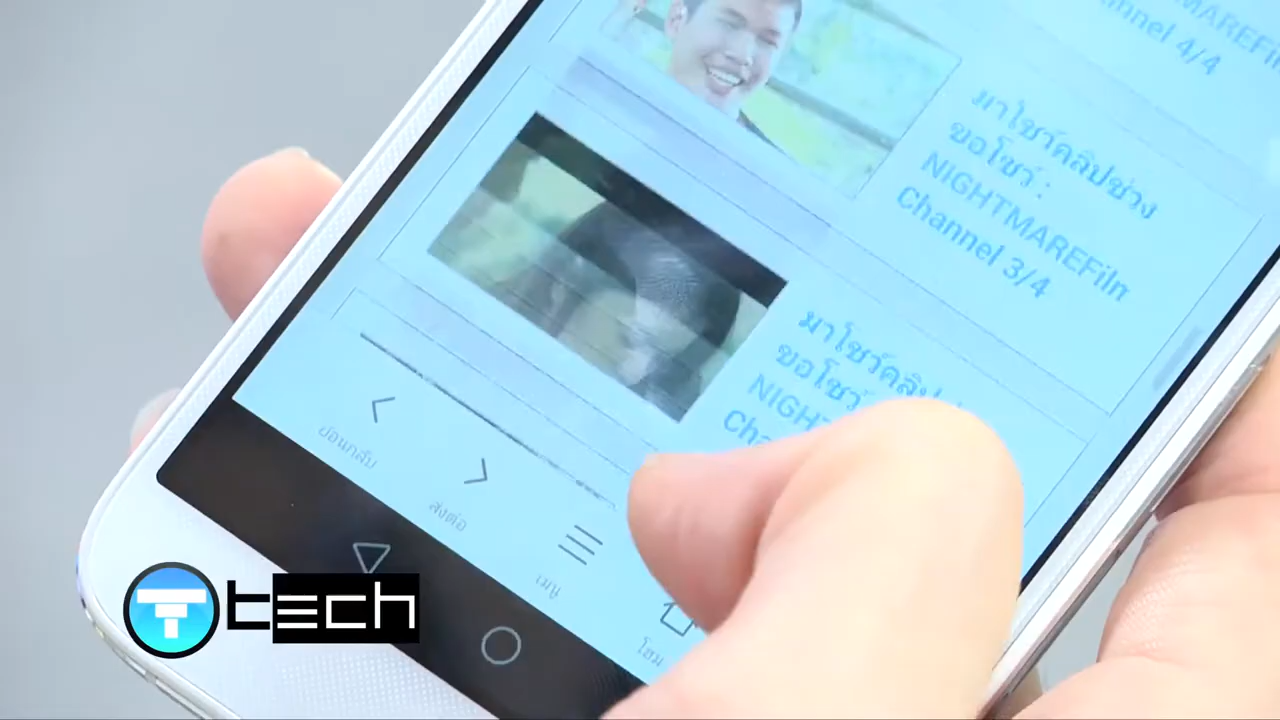 Channel 4/4
มาโชว์คลิปช่วง
ขอโชว์ :
NIGHTMAREFilm
Channel 3/4
มาโชว์คลิป
ขอโชว์
NIGHT
Cha
ย้อนกลับ
ส่งต่อ
เมนู
โฮม
tech